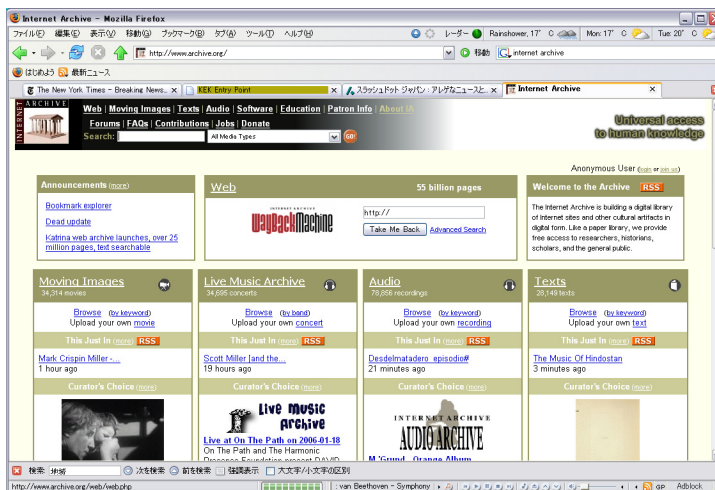 Internet Archive - Mozilla Firefox
ファイル(F) 編集(E) 表示(V) 移動(G) ブックマーク(B) タブ(A) ツール(T) ヘルプ(H) レーダー Rainshower, 17° C Mon: 17° C Tue: 20° C
http://www.archive.org/ 移動 internet archive
はじめよう 最新ニュース
The New York Times - Breaking News.. KEK Entry Point スラッシュドット ジャパン : アレゲなニュースと.. Internet Archive
INTERNET ARCHIVE
Web | Moving Images | Texts | Audio | Software | Education | Patron Info | About IA
Forums | FAQs | Contributions | Jobs | Donate
Search: All Media Types GO!
Universal access to human knowledge
Anonymous User (login or join us)
Announcements (more)
Bookmark explorer
Dead update
Katrina web archive launches, over 25 million pages, text searchable
Web 55 billion pages
INTERNET ARCHIVE
WayBackMachine
http://
Take Me Back Advanced Search
Welcome to the Archive RSS
The Internet Archive is building a digital library
of Internet sites and other cultural artifacts in
digital form. Like a paper library, we provide
free access to researchers, historians,
scholars, and the general public.
Moving Images
34,314 movies
Browse (by keyword)
Upload your own movie
This Just In (more) RSS
Mark Crispin Miller -...
1 hour ago
Curator's Choice (more)
Live Music Archive
34,695 concerts
Browse (by band)
Upload your own concert
This Just In (more) RSS
Scott Miller [and the...
19 hours ago
Curator's Choice (more)
Live Music Archive
Live at On The Path on 2006-01-18
On The Path and The Harmonic
Audio
78,856 recordings
Browse (by keyword)
Upload your own recording
This Just In (more) RSS
Desdelmatadero episodio#
21 minutes ago
Curator's Choice (more)
INTERNET ARCHIVE
AUDIO ARCHIVE
Texts
28,149 texts
Browse (by keyword)
Upload your own text
This Just In (more) RSS
The Music Of Hindostan
3 minutes ago
Curator's Choice (more)
検索: 地域 次を検索 前を検索 強調表示 大文字/小文字の区別
http://www.archive.org/web/web.php : van Beethoven - Symphony GP Adblock